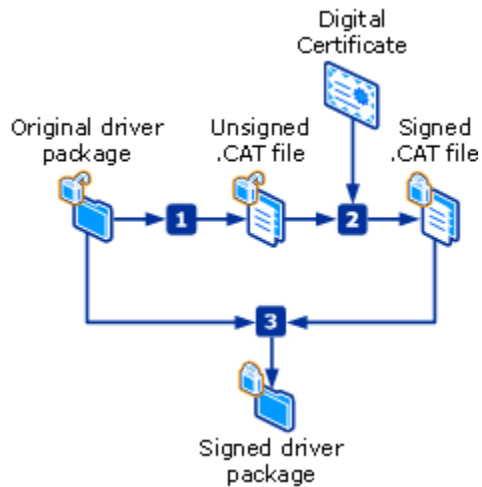 Digital
Certificate
Original driver
package
Unsigned
.CAT file
Signed
.CAT file
1
2
3
Signed driver
package